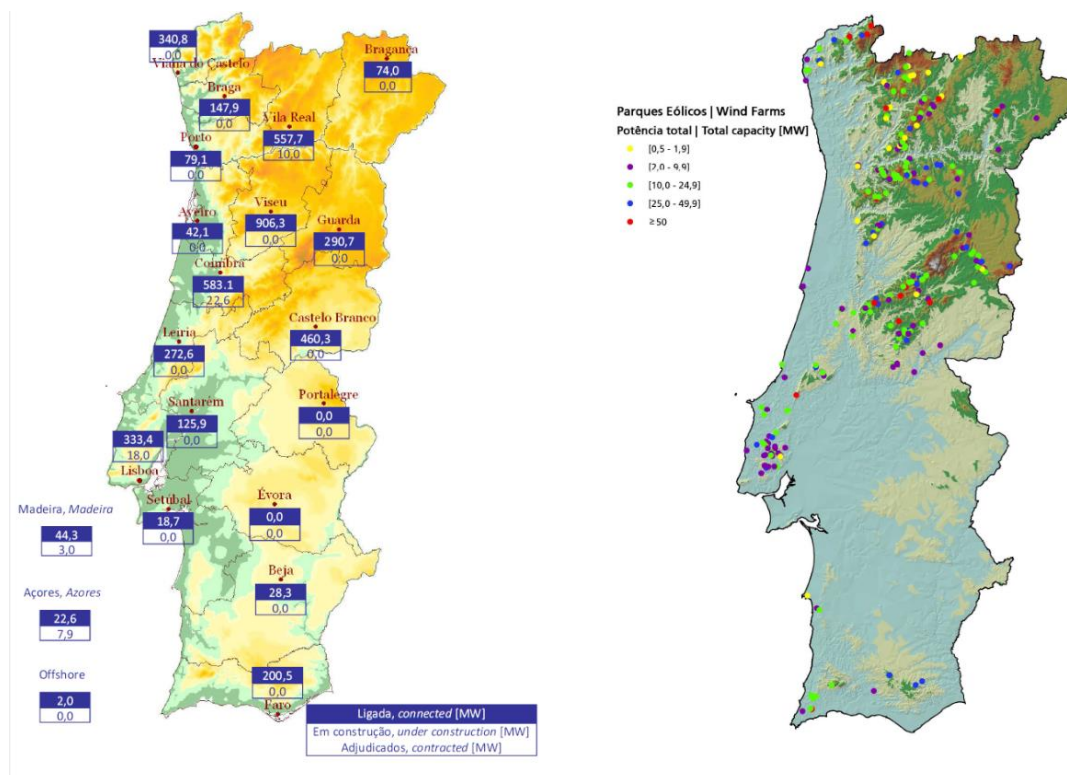 340,8
0,0
Viana do Castelo
Bragança
74,0
0,0
Braga
147,9
0,0
Vila Real
557,7
10,0
Porto
79,1
0,0
Viseu
906,3
0,0
Guarda
290,7
0,0
Aveiro
42,1
0,0
Coimbra
583.1
22,6
Castelo Branco
460,3
0,0
Leiria
272,6
0,0
Santarém
125,9
0,0
Portalegre
0,0
0,0
333,4
18,0
Lisboa
Setúbal
18,7
0,0
Évora
0,0
0,0
Beja
28,3
0,0
200,5
0,0
Faro
Madeira, Madeira
44,3
3,0
Açores, Azores
22,6
7,9
Offshore
2,0
0,0
Ligada, connected [MW]
Em construção, under construction [MW]
Adjudicados, contracted [MW]
Parques Eólicos | Wind Farms
Potência total | Total capacity [MW]
[0,5 - 1,9]
[2,0 - 9,9]
[10,0 - 24,9]
[25,0 - 49,9]
≥ 50